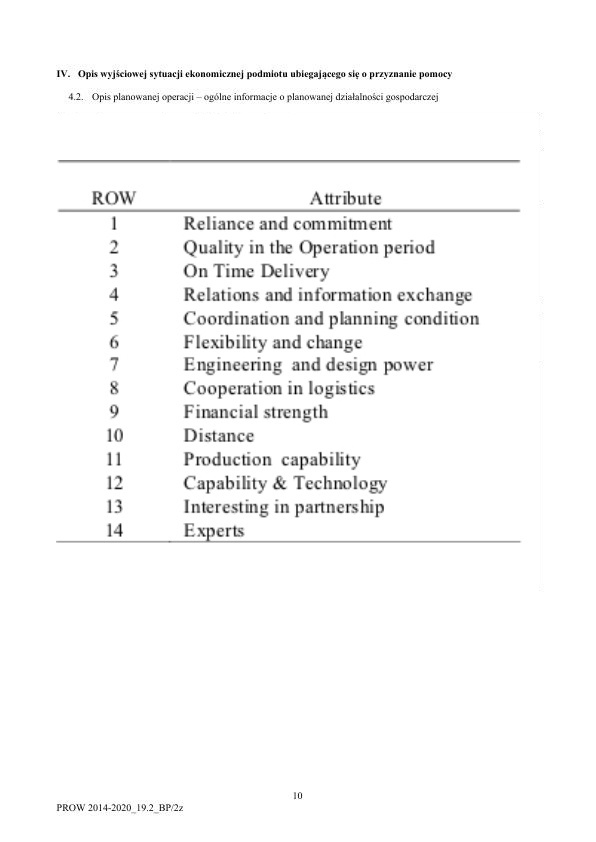 IV. Opis wyjściowej sytuacji ekonomicznej podmiotu ubiegającego się o przyznanie pomocy
4.2. Opis planowanej operacji – ogólne informacje o planowanej działalności gospodarczej
ROW Attribute
1 Reliance and commitment
2 Quality in the Operation period
3 On Time Delivery
4 Relations and information exchange
5 Coordination and planning condition
6 Flexibility and change
7 Engineering and design power
8 Cooperation in logistics
9 Financial strength
10 Distance
11 Production capability
12 Capability & Technology
13 Interesting in partnership
14 Experts
10
PROW 2014-2020_19.2_BP/2z